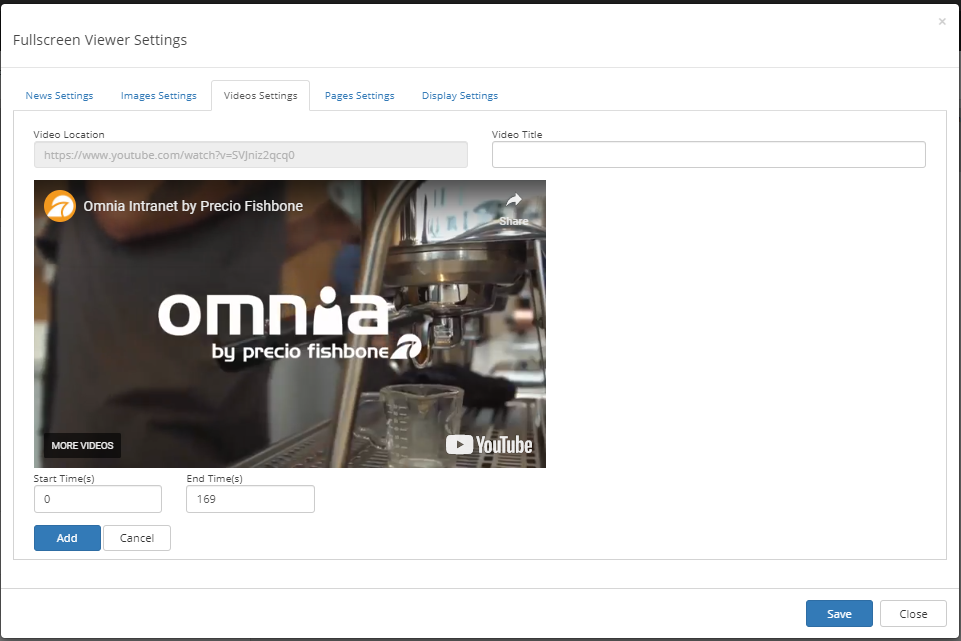 ×
Fullscreen Viewer Settings
News Settings Images Settings Videos Settings Pages Settings Display Settings
Video Location Video Title
https://www.youtube.com/watch?v=SVJniz2qcq0
Omnia Intranet by Precio Fishbone
Share
omnia
by precio fishbone
MORE VIDEOS
YouTube
Start Time(s) End Time(s)
0 169
Add Cancel
Save Close